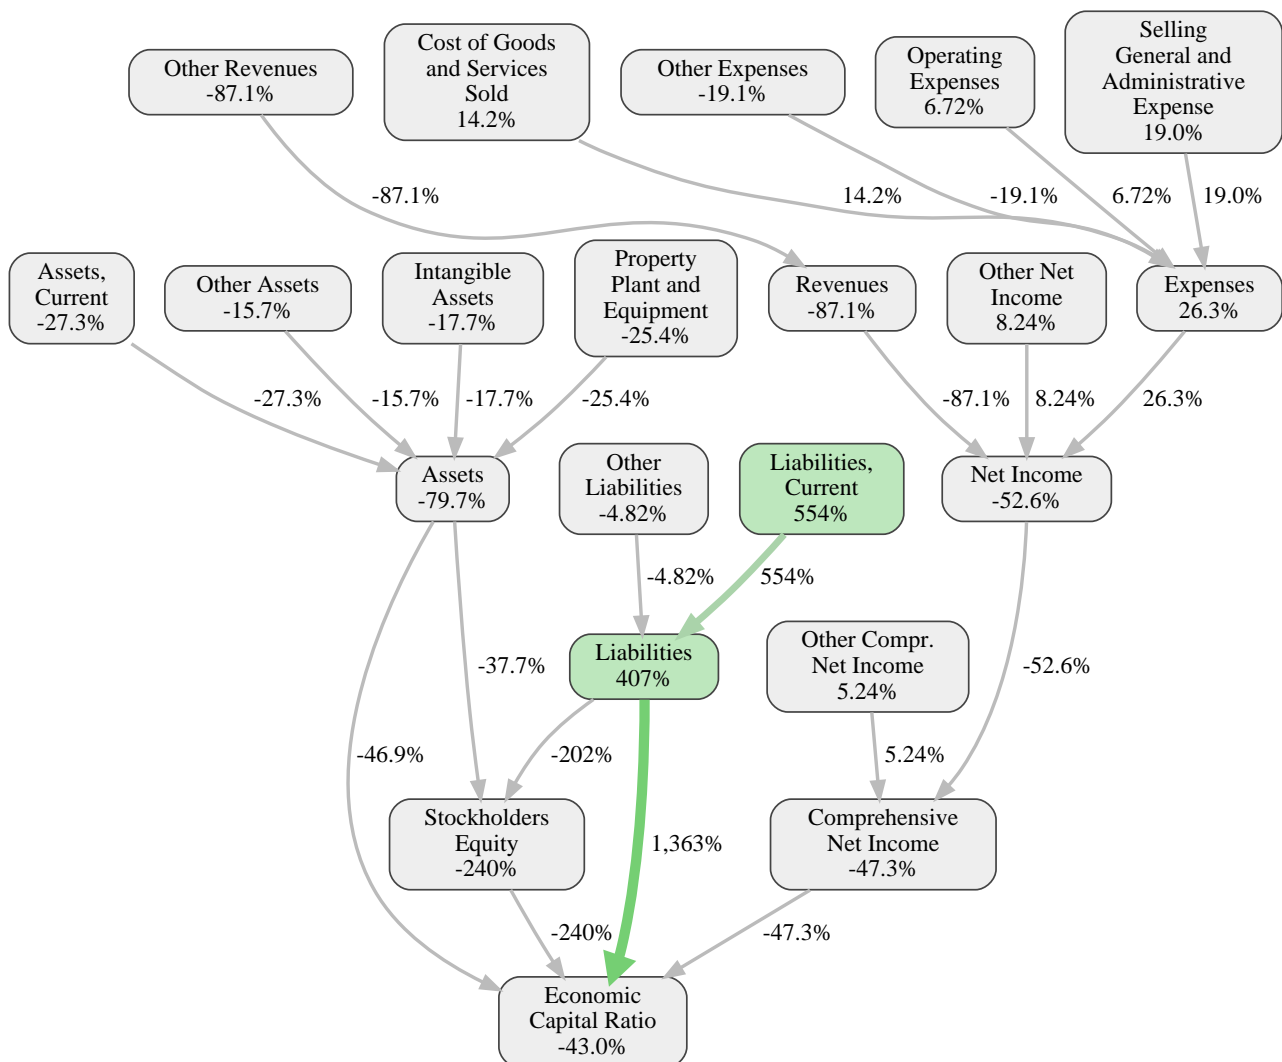 Other Revenues
-87.1%
Cost of Goods
and Services
Sold
14.2%
Other Expenses
-19.1%
Operating
Expenses
6.72%
Selling
General and
Administrative
Expense
19.0%
-87.1%
14.2%
-19.1%
6.72%
19.0%
Assets,
Current
-27.3%
Other Assets
-15.7%
Intangible
Assets
-17.7%
Property
Plant and
Equipment
-25.4%
Revenues
-87.1%
Other Net
Income
8.24%
Expenses
26.3%
-27.3%
-15.7%
-17.7%
-25.4%
-87.1%
8.24%
26.3%
Assets
-79.7%
Other
Liabilities
-4.82%
Liabilities,
Current
554%
Net Income
-52.6%
-4.82%
554%
-37.7%
Liabilities
407%
Other Compr.
Net Income
5.24%
-52.6%
-46.9%
-202%
5.24%
Stockholders
Equity
-240%
1,363%
Comprehensive
Net Income
-47.3%
-240%
-47.3%
Economic
Capital Ratio
-43.0%